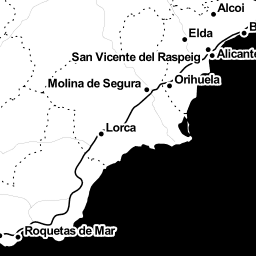 Alcoi
B
Elda
San Vicente del Raspeig
Alicante
Orihuela
Molina de Segura
Lorca
Roquetas de Mar